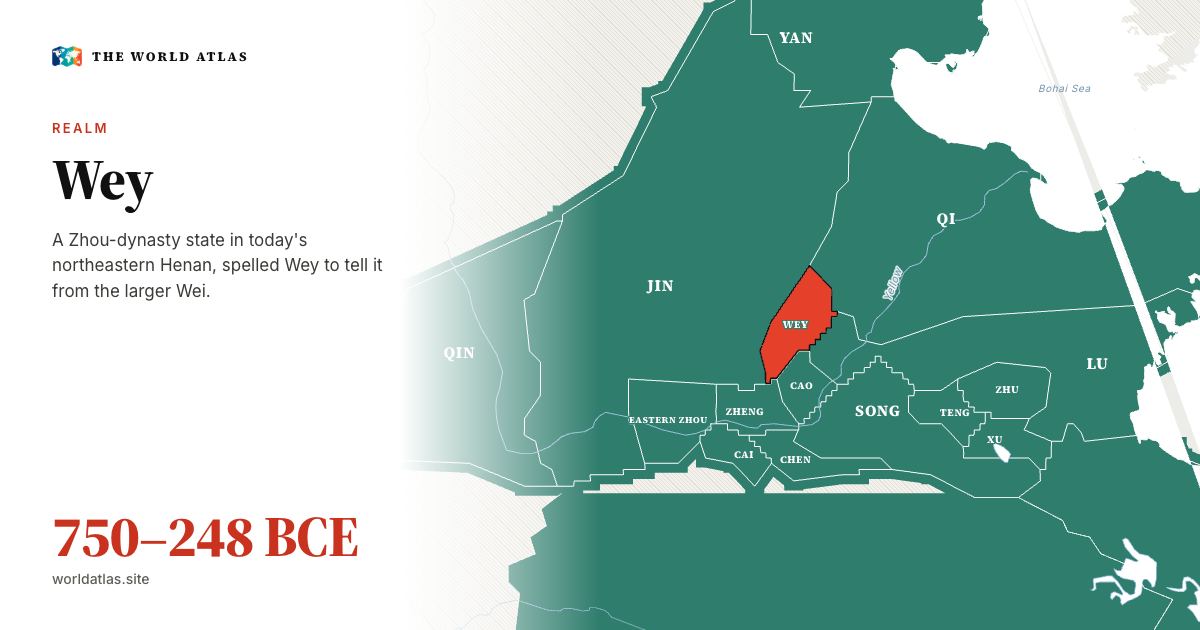 THE WORLD ATLAS
REALM
Wey
A Zhou-dynasty state in today's
northeastern Henan, spelled Wey to tell it
from the larger Wei.
750–248 BCE
worldatlas.site
YAN
Bohai Sea
QI
JIN
Yellow
WEY
QIN
LU
CAO
ZHU
SONG
TENG
ZHENG
EASTERN ZHOU
XU
CAI
CHEN